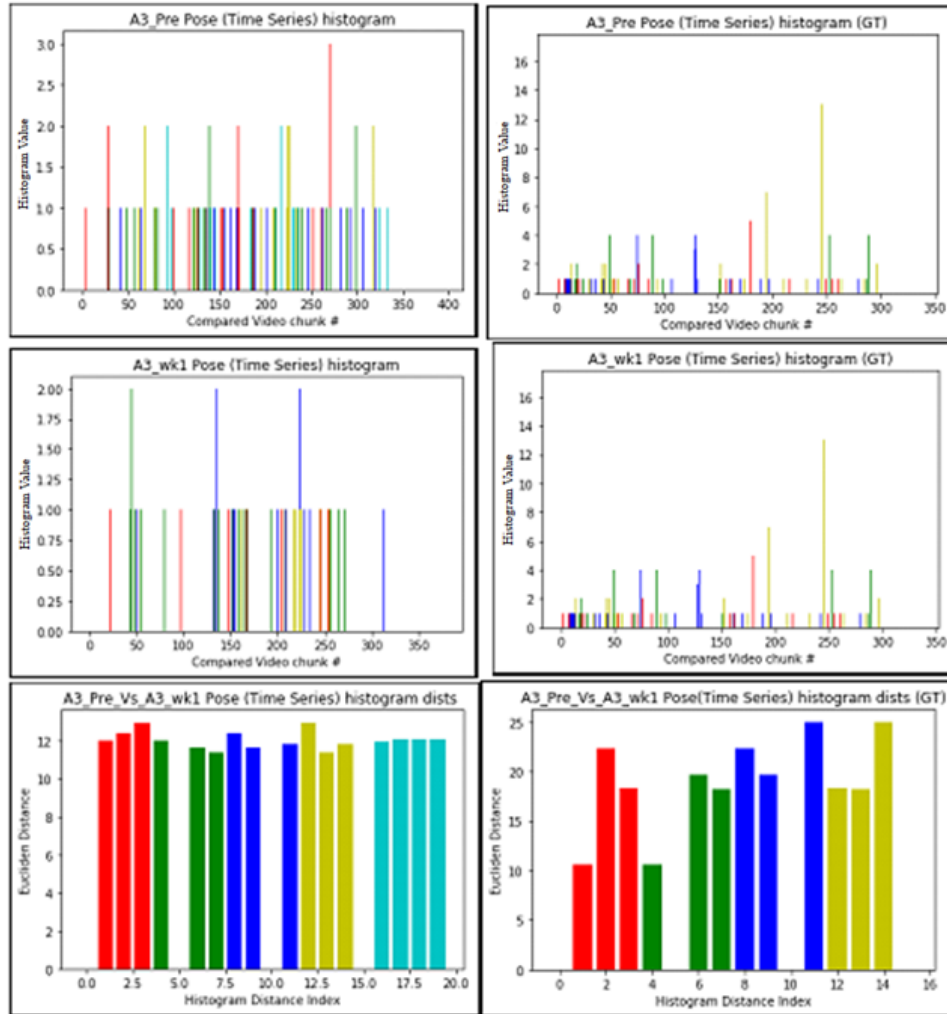 A3_Pre Pose (Time Series) histogram
3.0
2.5
2.0
1.5
1.0
0.5
0.0
Histogram Value
0 50 100 150 200 250 300 350 400
Compared Video chunk #
A3_Pre Pose (Time Series) histogram (GT)
16
14
12
10
8
6
4
2
0
Histogram Value
0 50 100 150 200 250 300 350
Compared Video chunk #
A3_wk1 Pose (Time Series) histogram
2.00
1.75
1.50
1.25
1.00
0.75
0.50
0.25
0.00
Histogram Value
0 50 100 150 200 250 300 350
Compared Video chunk #
A3_wk1 Pose (Time Series) histogram (GT)
16
14
12
10
8
6
4
2
0
Histogram Value
0 50 100 150 200 250 300 350
Compared Video chunk #
A3_Pre_Vs_A3_wk1 Pose (Time Series) histogram dists
12
10
8
6
4
2
0
Eucliden Distance
0.0 2.5 5.0 7.5 10.0 12.5 15.0 17.5 20.0
Histogram Distance Index
A3_Pre_Vs_A3_wk1 Pose(Time Series) histogram dists (GT)
25
20
15
10
5
0
Eucliden Distance
0 2 4 6 8 10 12 14 16
Histogram Distance Index